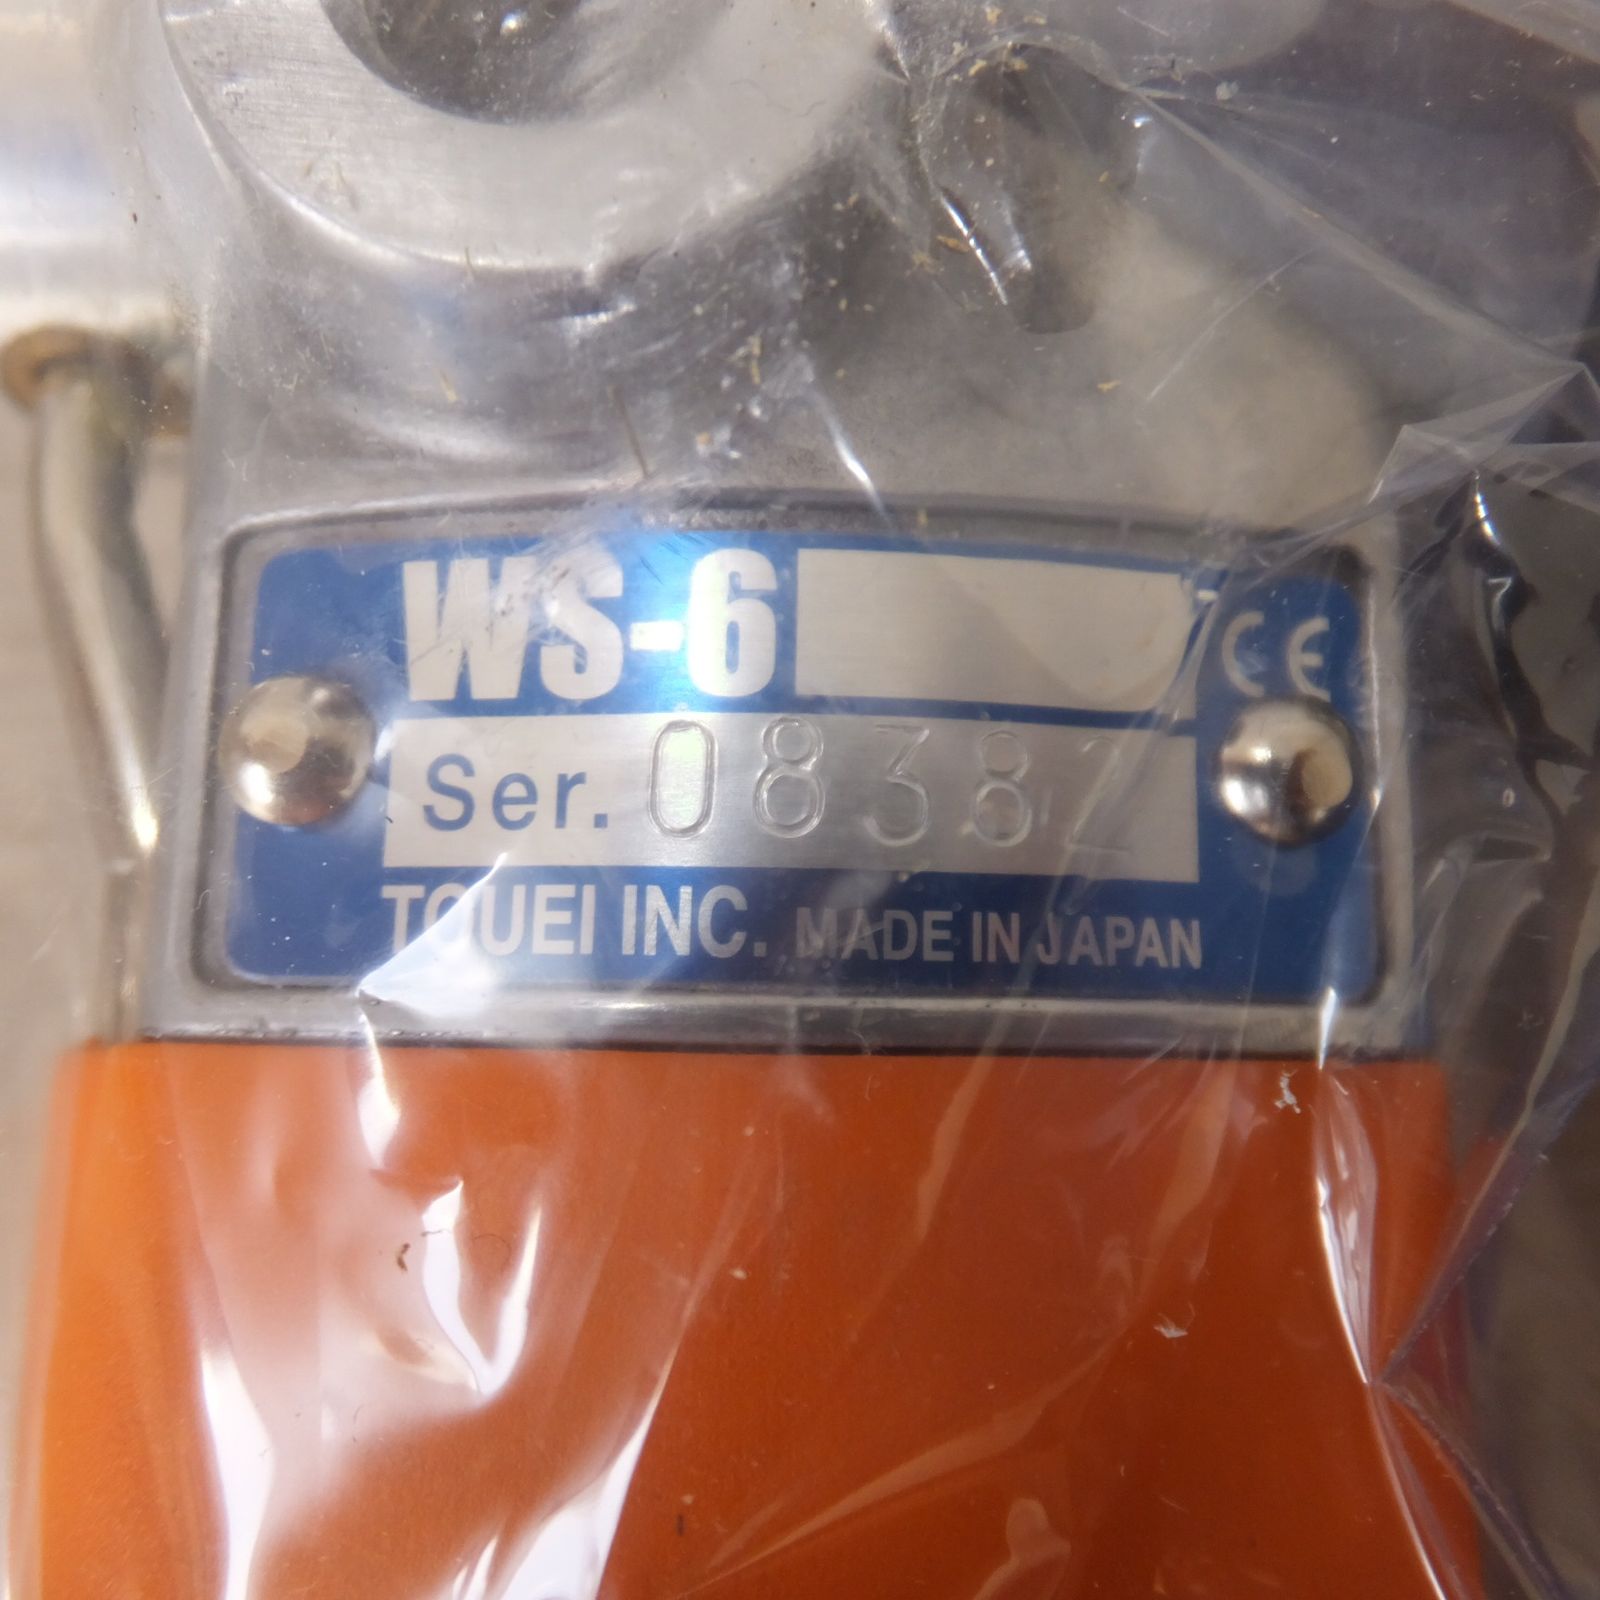 WS-6 CE
Ser. 08382
TOUEI INC. MADE IN JAPAN